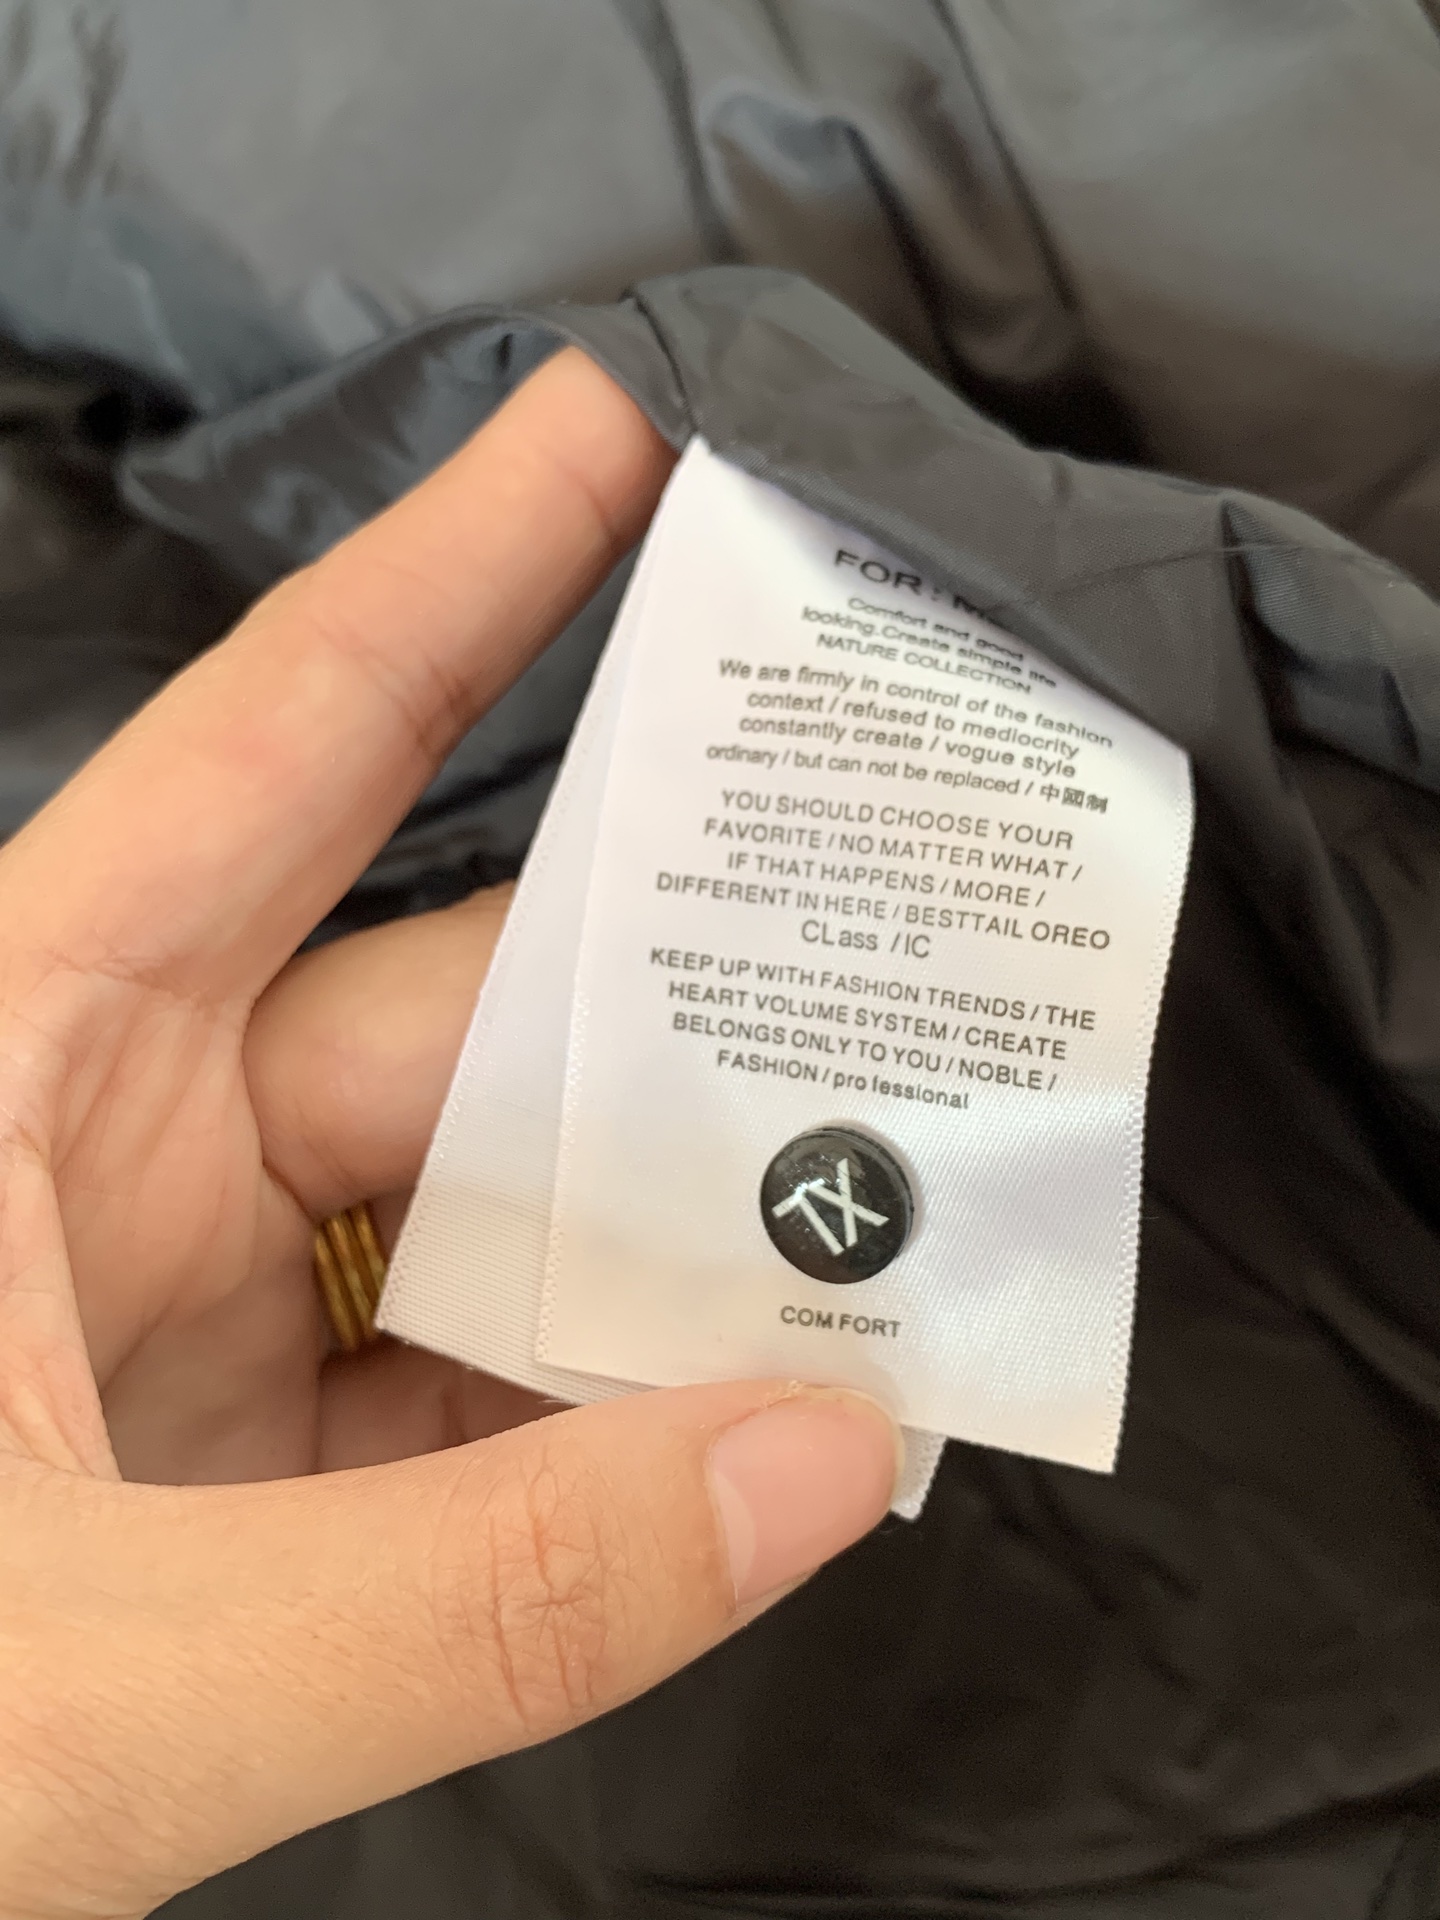 FOR :
Comfort and good
looking.Create simple life
NATURE COLLECTION
We are firmly in control of the fashion
context / refused to mediocrity
constantly create / vogue style
ordinary / but can not be replaced / 中國制
YOU SHOULD CHOOSE YOUR
FAVORITE / NO MATTER WHAT /
IF THAT HAPPENS / MORE /
DIFFERENT IN HERE / BESTTAIL OREO
CLass / IC
KEEP UP WITH FASHION TRENDS / THE
HEART VOLUME SYSTEM / CREATE
BELONGS ONLY TO YOU / NOBLE /
FASHION / pro fessional
TX
COM FORT